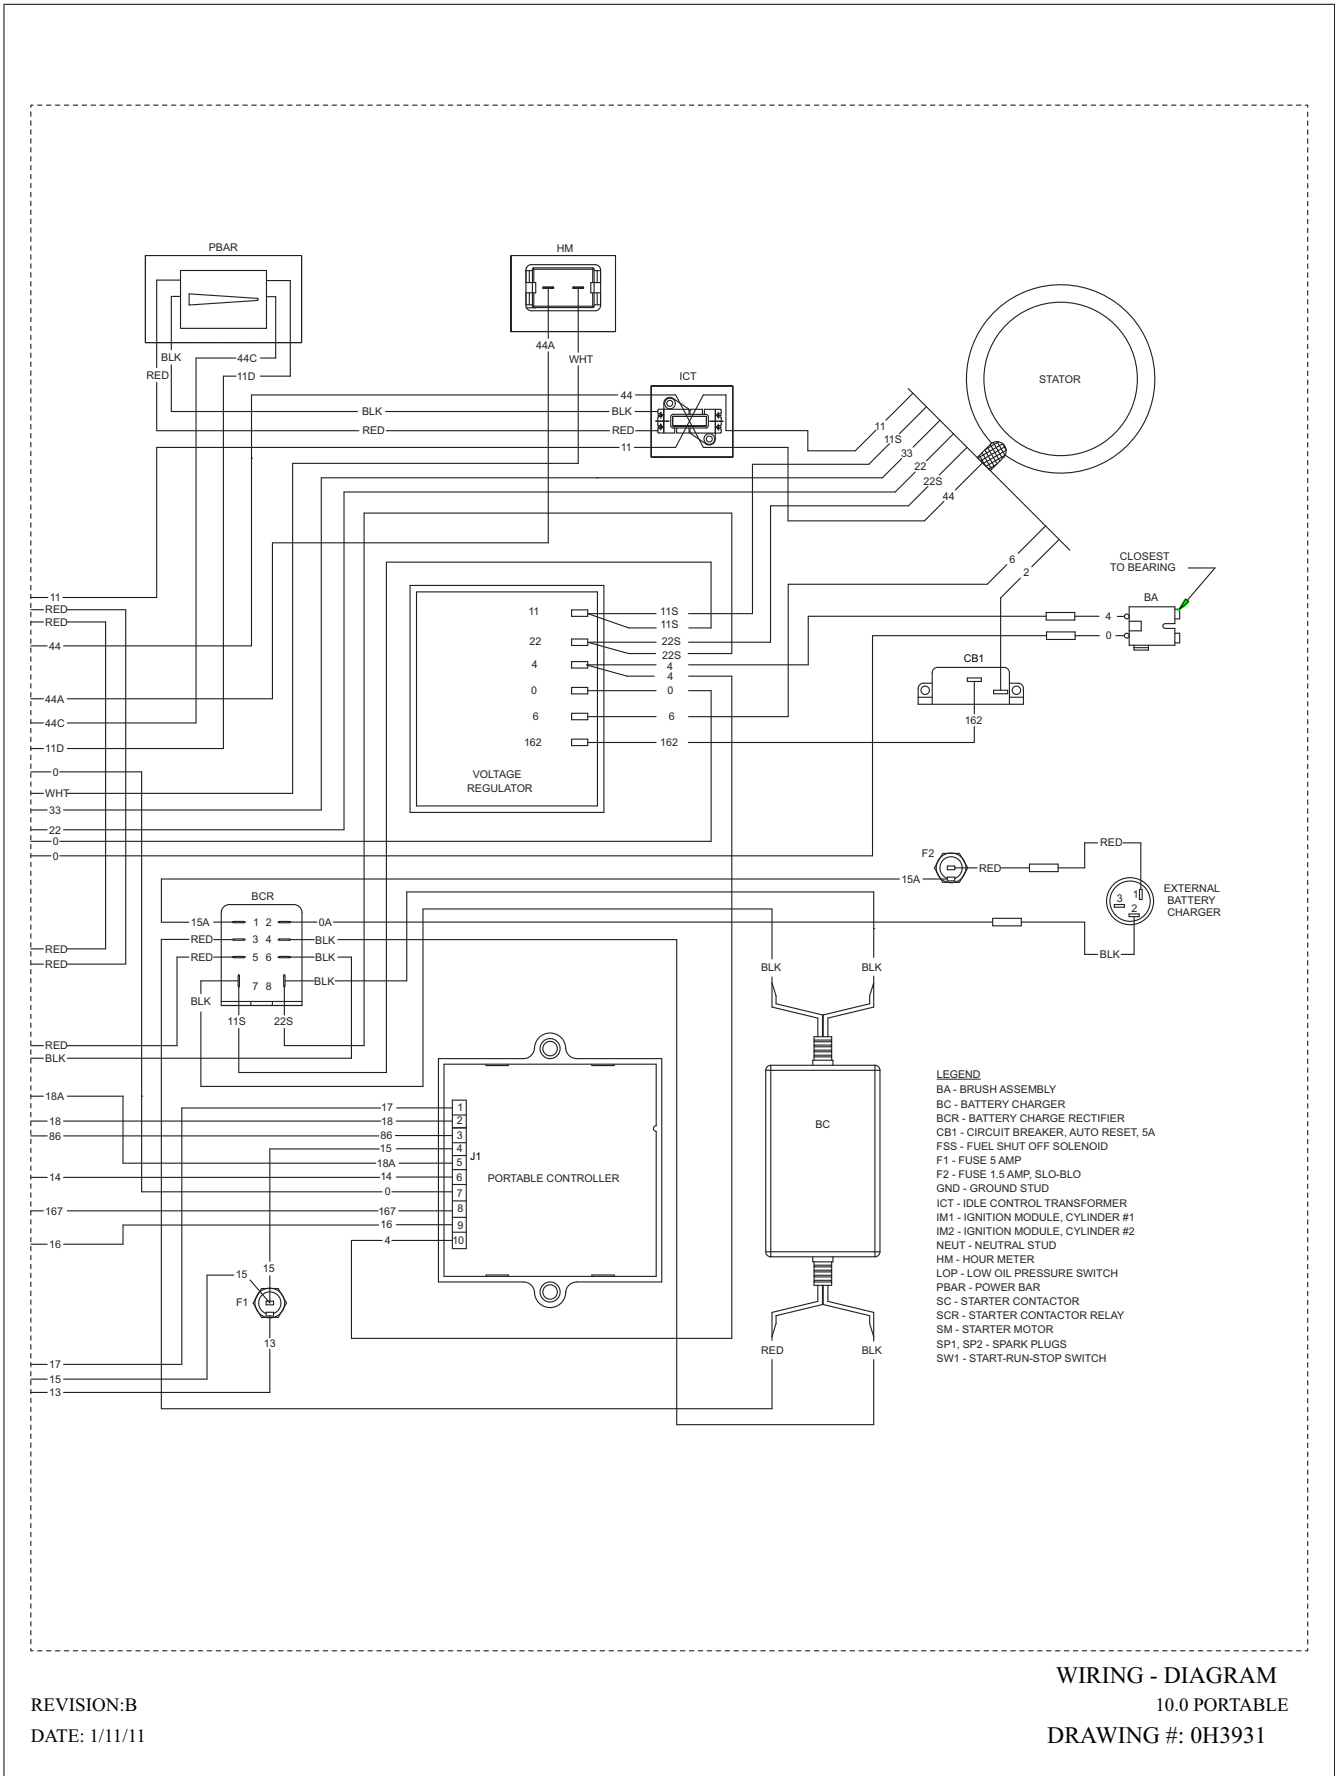 PBAR
HM
BLK
44C
RED
11D
44A
WHT
ICT
STATOR
44
BLK
BLK
RED
RED
11
11
11S
33
22
22S
44
6
2
CLOSEST
TO BEARING
BA
4
0
CB1
162
11
RED
RED
44
44A
44C
11D
0
WHT
33
22
0
0
11
11S
11S
22
22S
22S
4
4
4
0
0
6
6
162
162
VOLTAGE
REGULATOR
F2
RED
RED
15A
EXTERNAL
BATTERY
CHARGER
3
1
2
BLK
BCR
15A
1 2
0A
RED
3 4
BLK
RED
5 6
BLK
7 8
BLK
BLK
11S
22S
RED
RED
BLK
BLK
RED
BLK
18A
18
86
14
167
16
17
1
18
2
86
3
15
4
18A
5
14
6
0
7
167
8
16
9
4
10
J1
PORTABLE CONTROLLER
BC
15
15
F1
13
RED
BLK
17
15
13
LEGEND
BA - BRUSH ASSEMBLY
BC - BATTERY CHARGER
BCR - BATTERY CHARGE RECTIFIER
CB1 - CIRCUIT BREAKER, AUTO RESET, 5A
FSS - FUEL SHUT OFF SOLENOID
F1 - FUSE 5 AMP
F2 - FUSE 1.5 AMP, SLO-BLO
GND - GROUND STUD
ICT - IDLE CONTROL TRANSFORMER
IM1 - IGNITION MODULE, CYLINDER #1
IM2 - IGNITION MODULE, CYLINDER #2
NEUT - NEUTRAL STUD
HM - HOUR METER
LOP - LOW OIL PRESSURE SWITCH
PBAR - POWER BAR
SC - STARTER CONTACTOR
SCR - STARTER CONTACTOR RELAY
SM - STARTER MOTOR
SP1, SP2 - SPARK PLUGS
SW1 - START-RUN-STOP SWITCH
WIRING - DIAGRAM
10.0 PORTABLE
DRAWING #: 0H3931
REVISION:B
DATE: 1/11/11